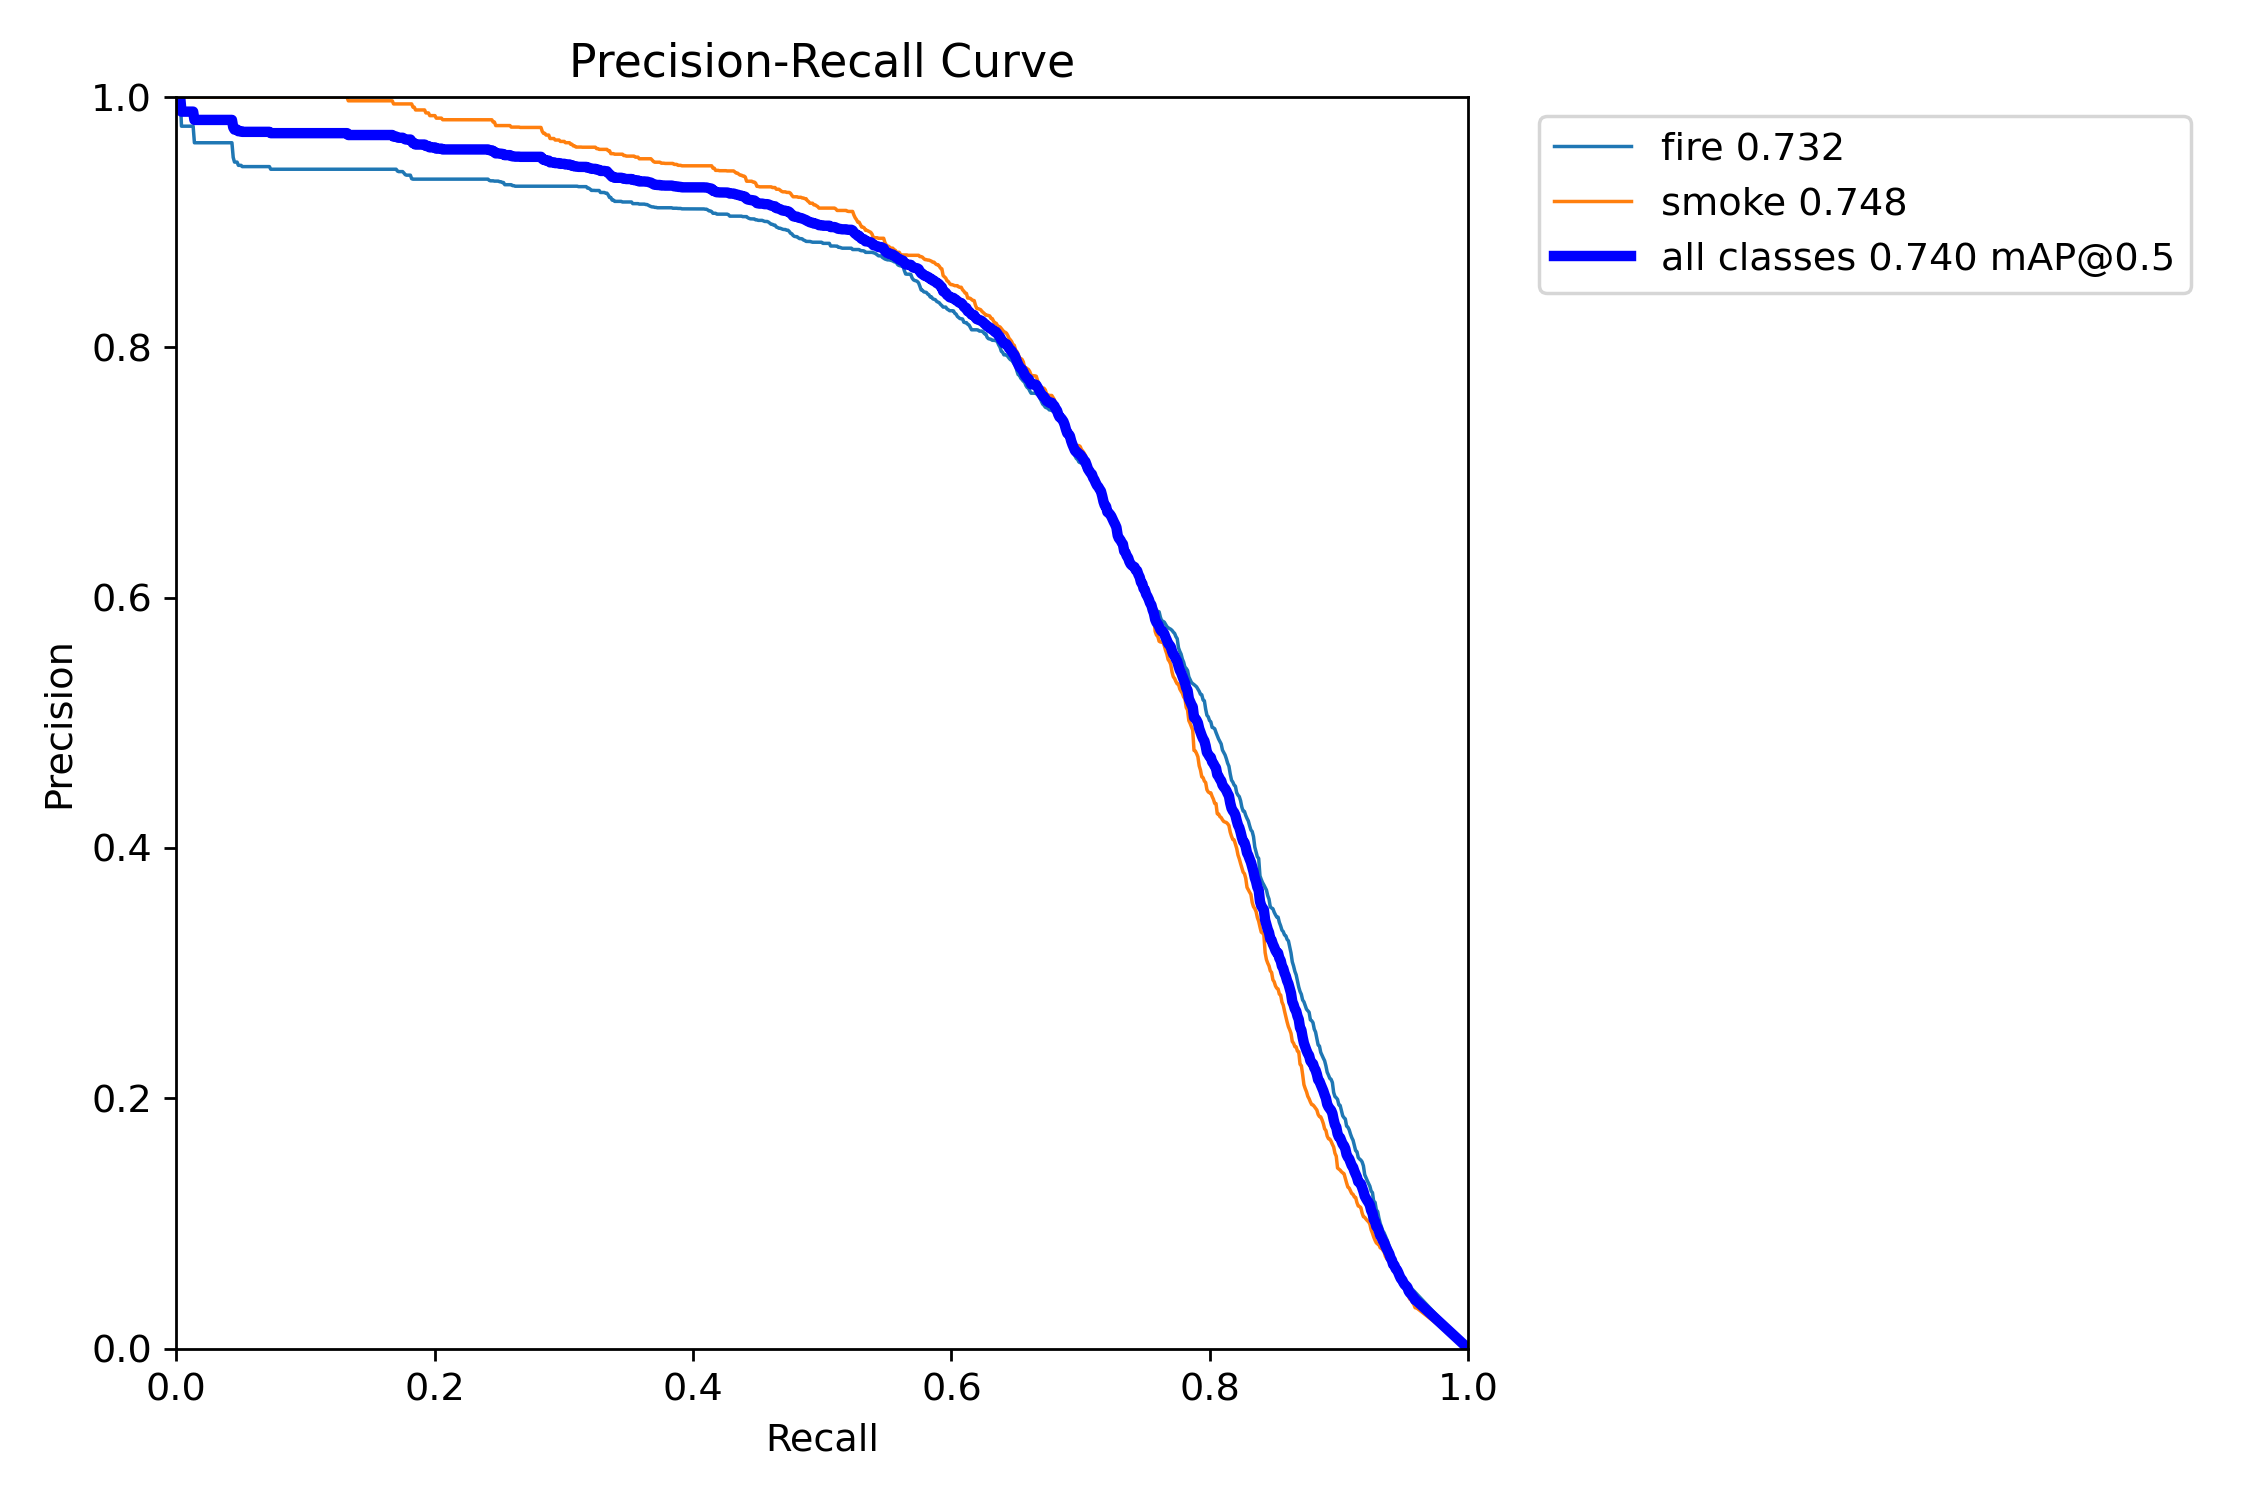 Precision-Recall Curve
1.0
0.8
0.6
0.4
0.2
0.0
Precision
0.0 0.2 0.4 0.6 0.8 1.0
Recall
fire 0.732
smoke 0.748
all classes 0.740 mAP@0.5